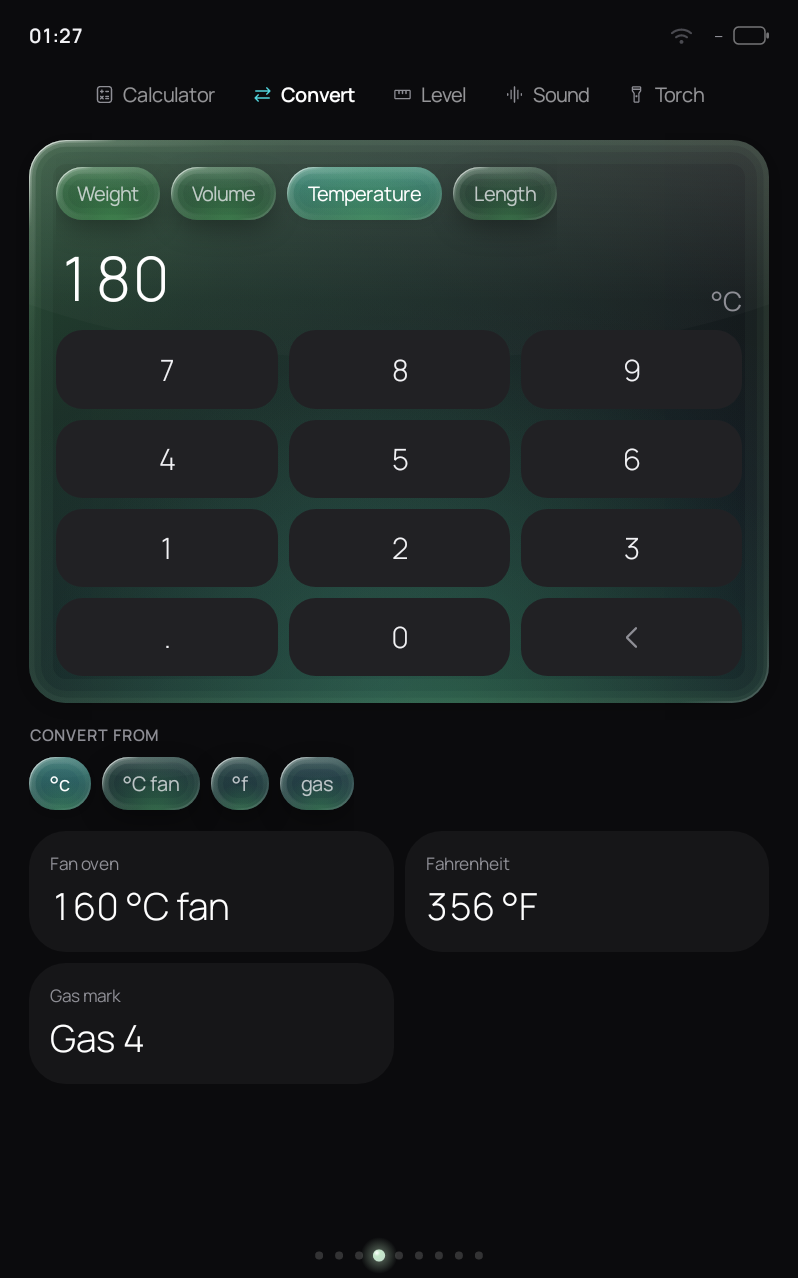 01:27
–
Calculator Convert Level Sound Torch
Weight Volume Temperature Length
180
°C
7 8 9
4 5 6
1 2 3
. 0
CONVERT FROM
°c °C fan °f gas
Fan oven Fahrenheit
160 °C fan 356 °F
Gas mark
Gas 4